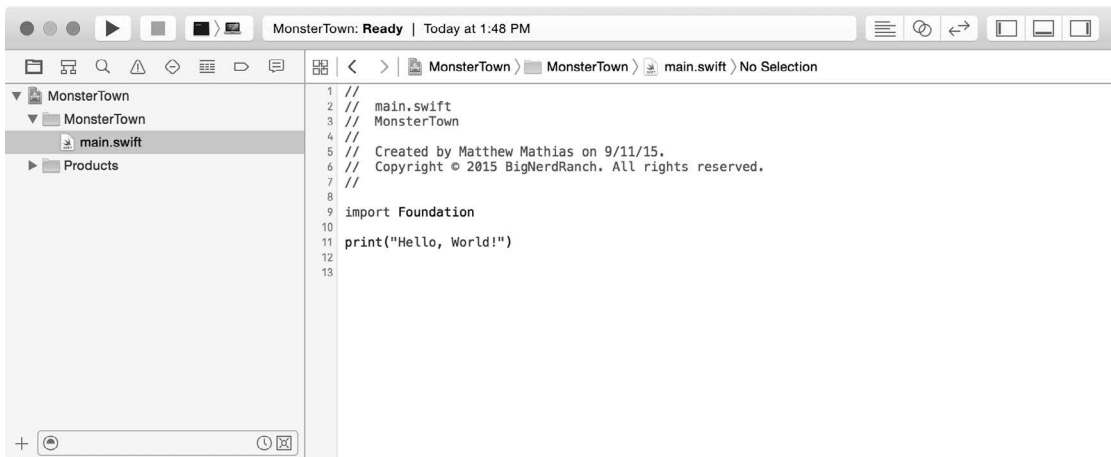 MonsterTown: Ready | Today at 1:48 PM
MonsterTown 〉 MonsterTown 〉 main.swift 〉 No Selection
MonsterTown
MonsterTown
main.swift
Products
1 //
2 //  main.swift
3 //  MonsterTown
4 //
5 //  Created by Matthew Mathias on 9/11/15.
6 //  Copyright © 2015 BigNerdRanch. All rights reserved.
7 //
8
9 import Foundation
10
11 print("Hello, World!")
12
13